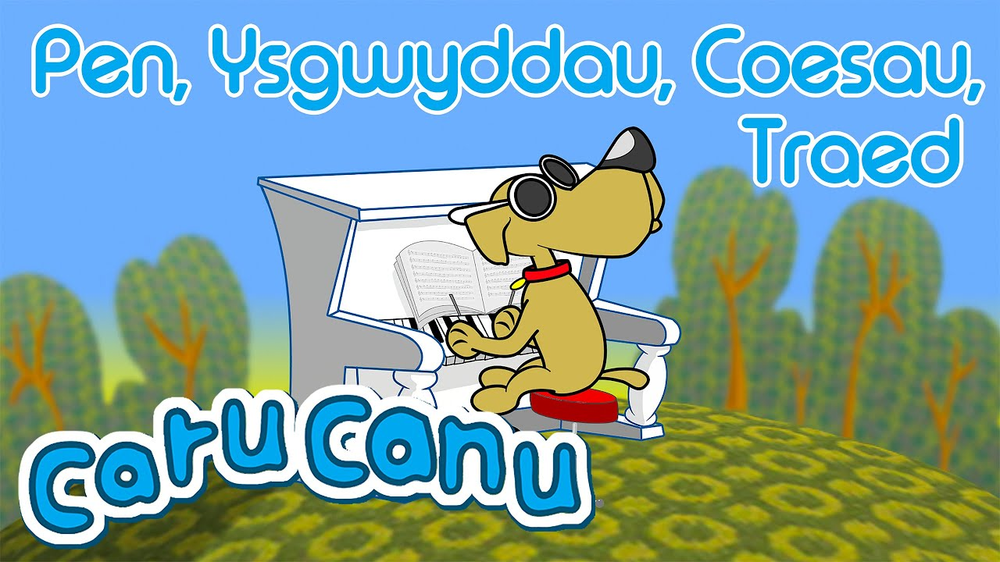 Pen, Ysgwyddau, Coesau,
Traed
Caru Canu